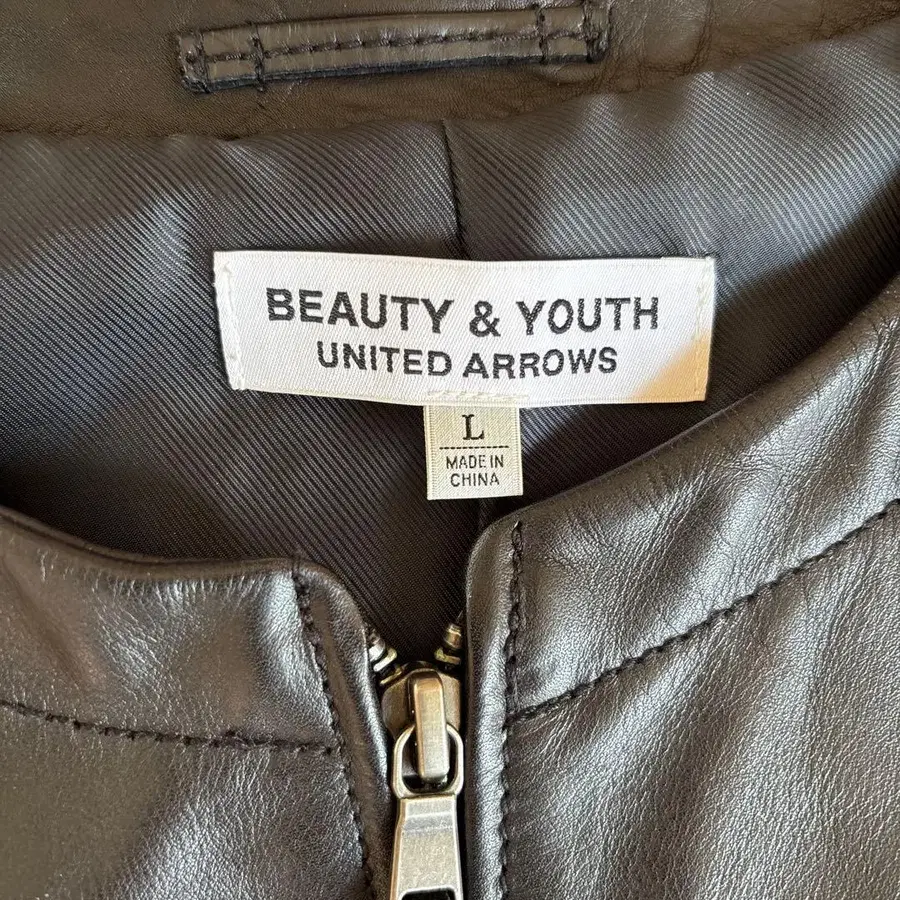 BEAUTY & YOUTH
UNITED ARROWS
L
MADE IN
CHINA